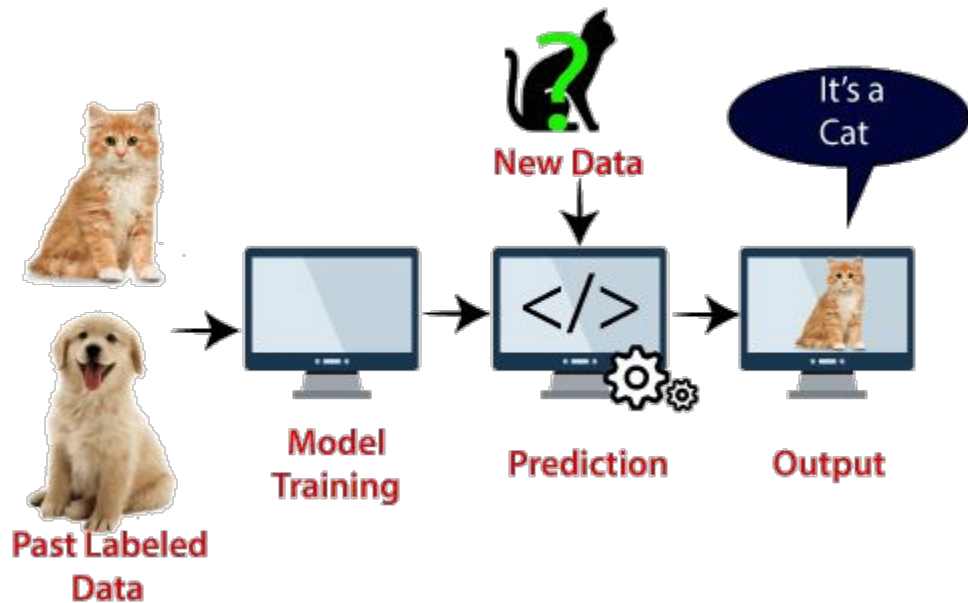 New Data
It's a
Cat
</>
Model
Training
Prediction
Output
Past Labeled
Data